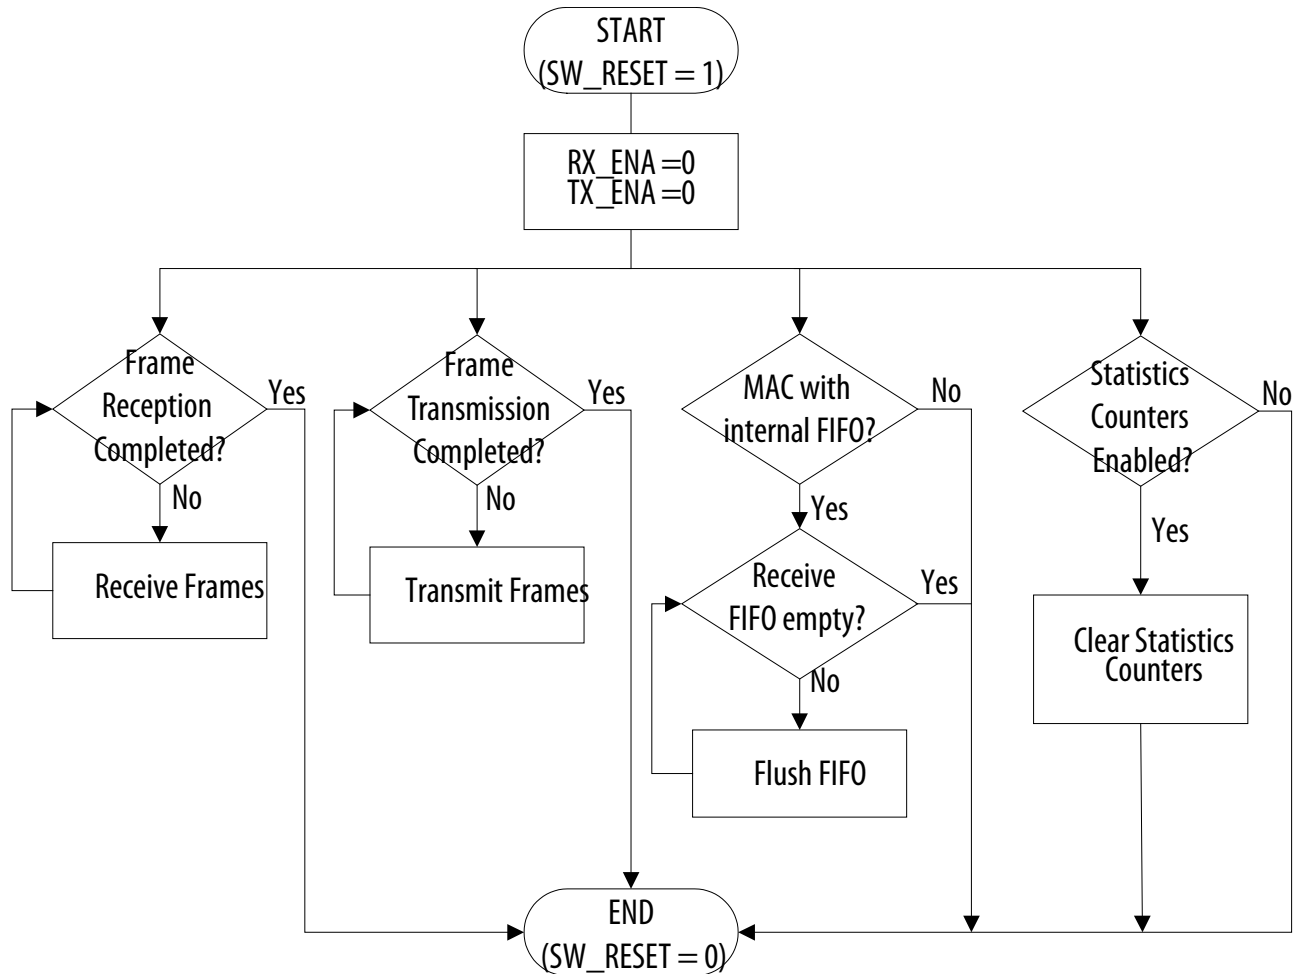 START
(SW_RESET = 1)
RX_ENA =0
TX_ENA =0
Frame
Reception
Completed?
Yes
No
Receive Frames
Frame
Transmission
Completed?
Yes
No
Transmit Frames
MAC with
internal FIFO?
No
Yes
Receive
FIFO empty?
Yes
No
Flush FIFO
Statistics
Counters
Enabled?
No
Yes
Clear Statistics
Counters
END
(SW_RESET = 0)